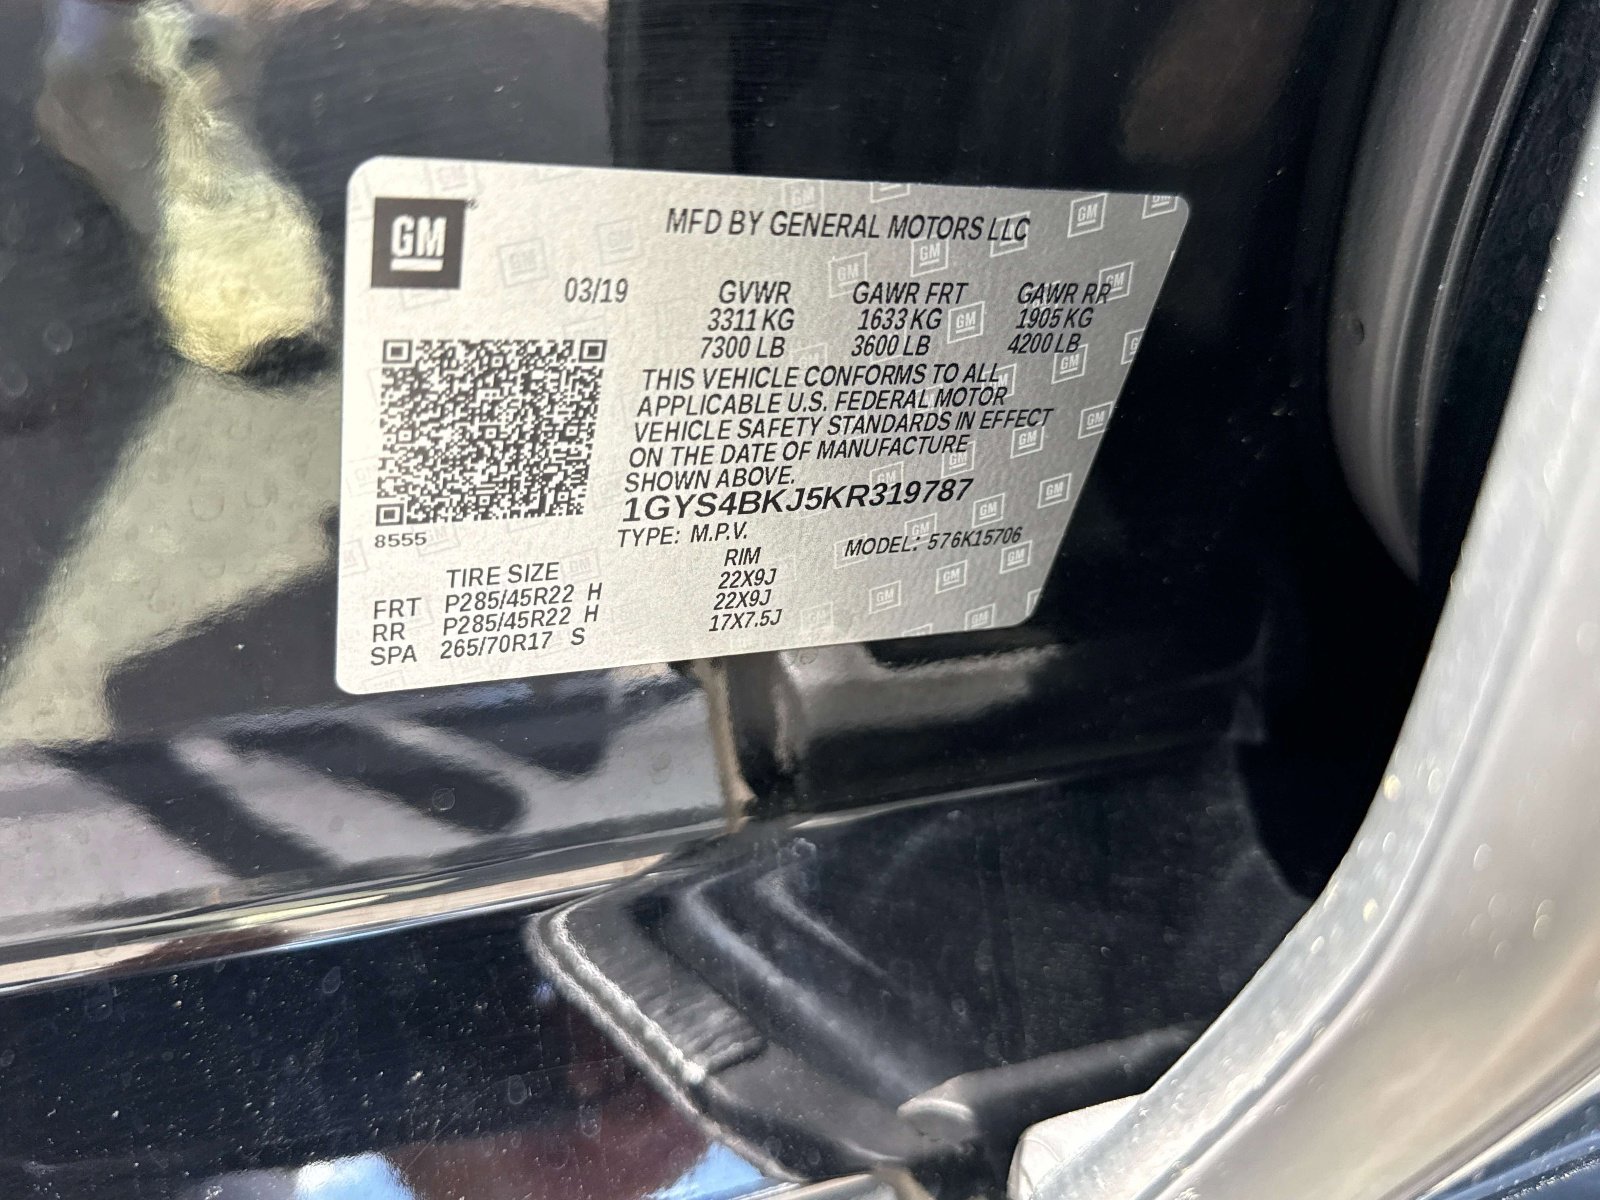 GM
MFD BY GENERAL MOTORS LLC
03/19 GVWR GAWR FRT GAWR RR
3311 KG 1633 KG 1905 KG
7300 LB 3600 LB 4200 LB
THIS VEHICLE CONFORMS TO ALL
APPLICABLE U.S. FEDERAL MOTOR
VEHICLE SAFETY STANDARDS IN EFFECT
ON THE DATE OF MANUFACTURE
SHOWN ABOVE.
1GYS4BKJ5KR319787
8555
TYPE: M.P.V. MODEL: 576K15706
TIRE SIZE RIM
FRT P285/45R22 H 22X9J
RR P285/45R22 H 22X9J
SPA 265/70R17 S 17X7.5J